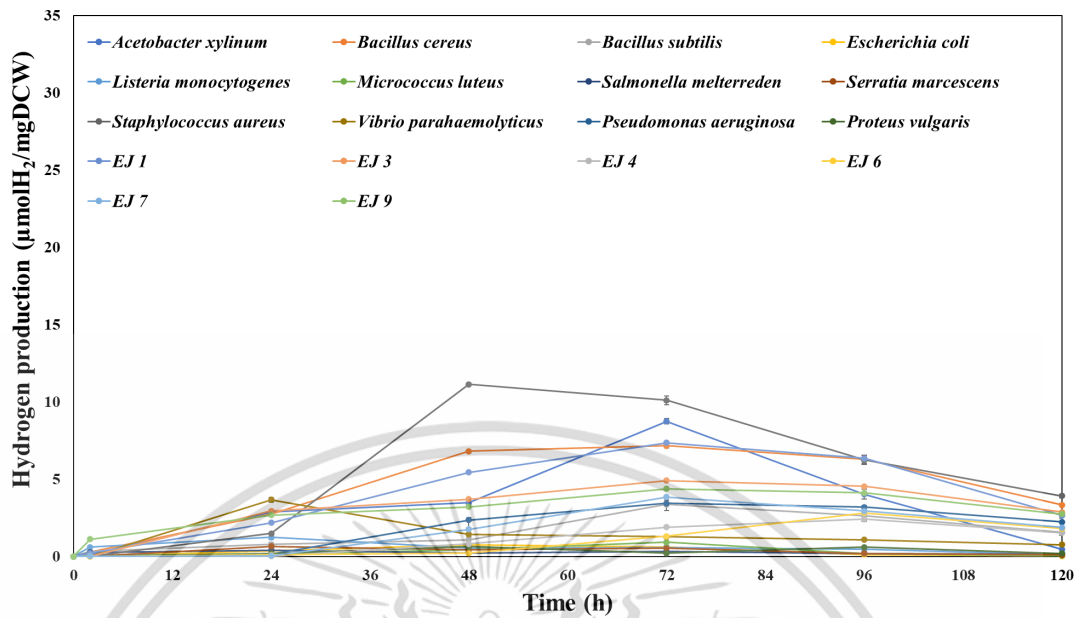 35
30
25
20
15
10
5
0
Hydrogen production (μmolH₂/mgDCW)
Acetobacter xylinum Bacillus cereus Bacillus subtilis Escherichia coli
Listeria monocytogenes Micrococcus luteus Salmonella melterreden Serratia marcescens
Staphylococcus aureus Vibrio parahaemolyticus Pseudomonas aeruginosa Proteus vulgaris
EJ 1 EJ 3 EJ 4 EJ 6
EJ 7 EJ 9
0 12 24 36 48 60 72 84 96 108 120
Time (h)